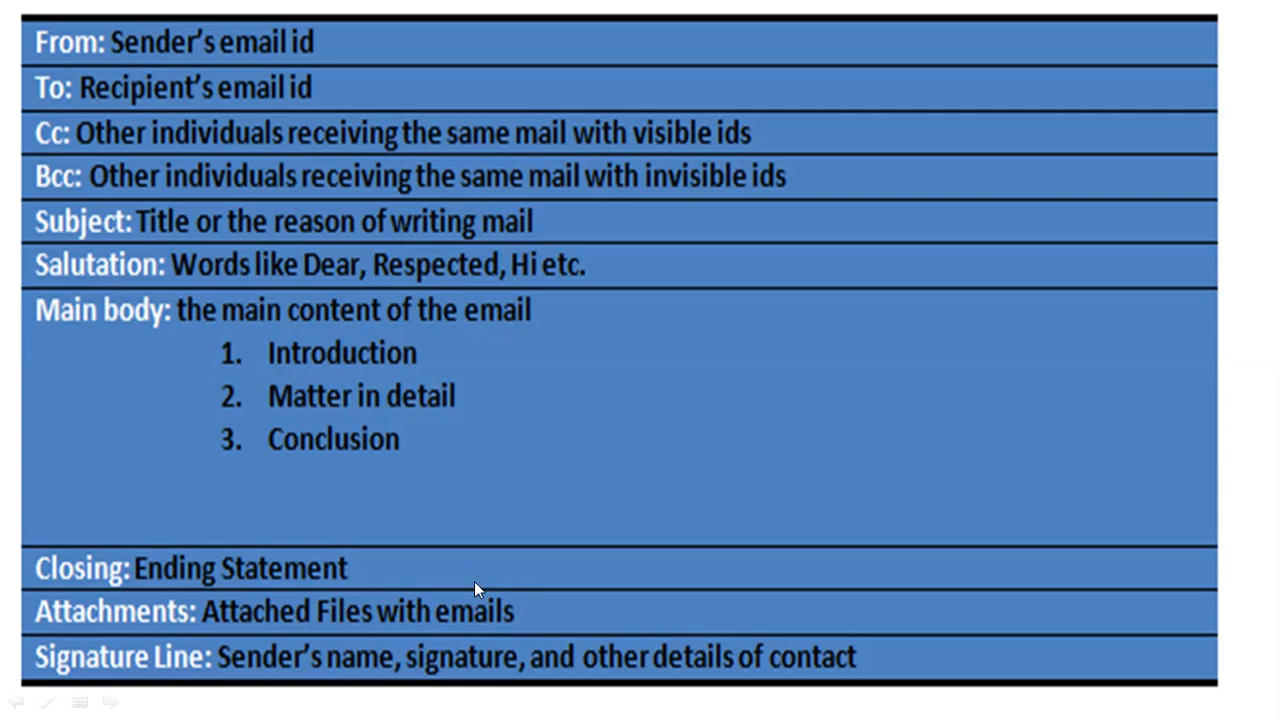 From: Sender's email id
To: Recipient's email id
Cc: Other individuals receiving the same mail with visible ids
Bcc: Other individuals receiving the same mail with invisible ids
Subject: Title or the reason of writing mail
Salutation: Words like Dear, Respected, Hi etc.
Main body: the main content of the email
1. Introduction
2. Matter in detail
3. Conclusion
Closing: Ending Statement
Attachments: Attached Files with emails
Signature Line: Sender's name, signature, and other details of contact